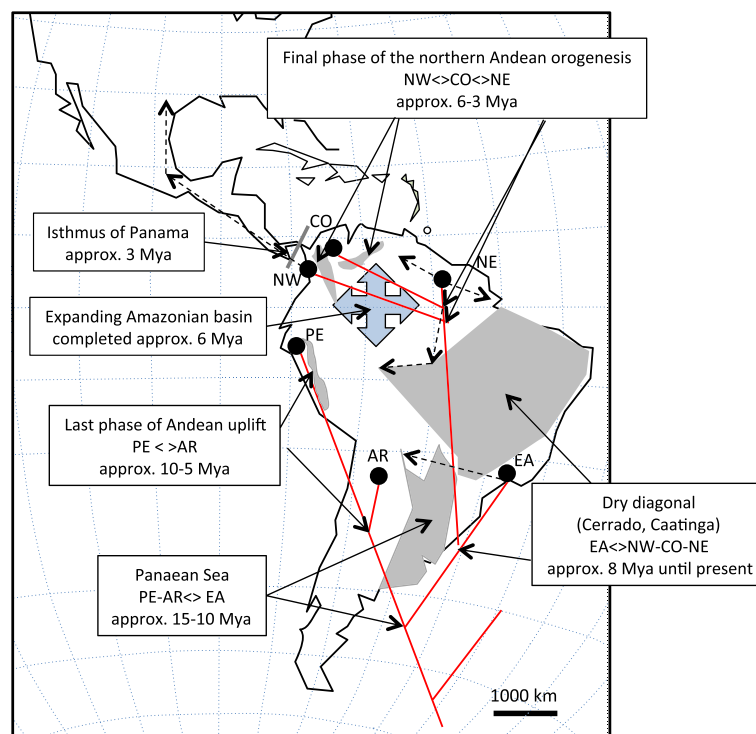 Final phase of the northern Andean orogenesis
NW<>CO<>NE
approx. 6-3 Mya
CO
Isthmus of Panama
approx. 3 Mya
NW
NE
Expanding Amazonian basin
completed approx. 6 Mya
PE
Last phase of Andean uplift
PE < >AR
approx. 10-5 Mya
AR
EA
Dry diagonal
(Cerrado, Caatinga)
EA<>NW-CO-NE
approx. 8 Mya until present
Panaean Sea
PE-AR<> EA
approx. 15-10 Mya
1000 km